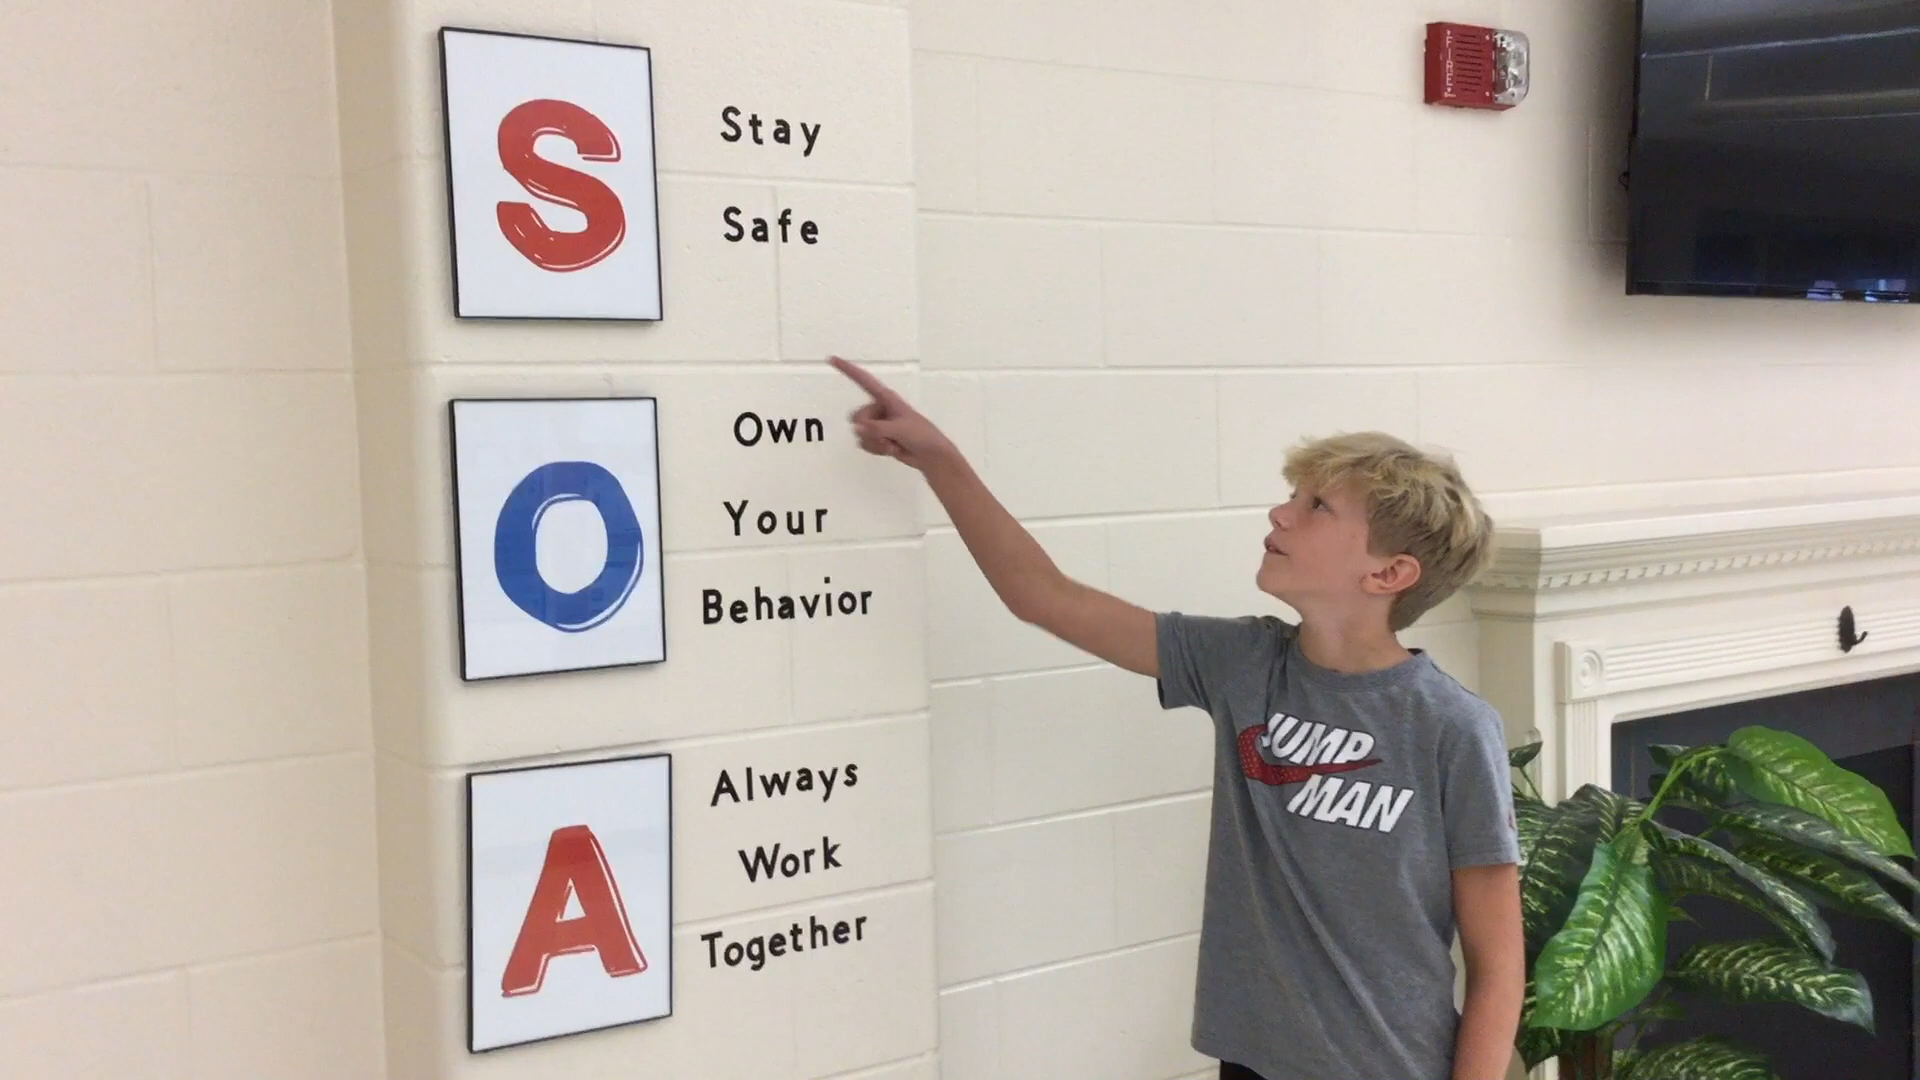 S
Stay
Safe
O
Own
Your
Behavior
A
Always
Work
Together
JUMP
MAN
FIRE